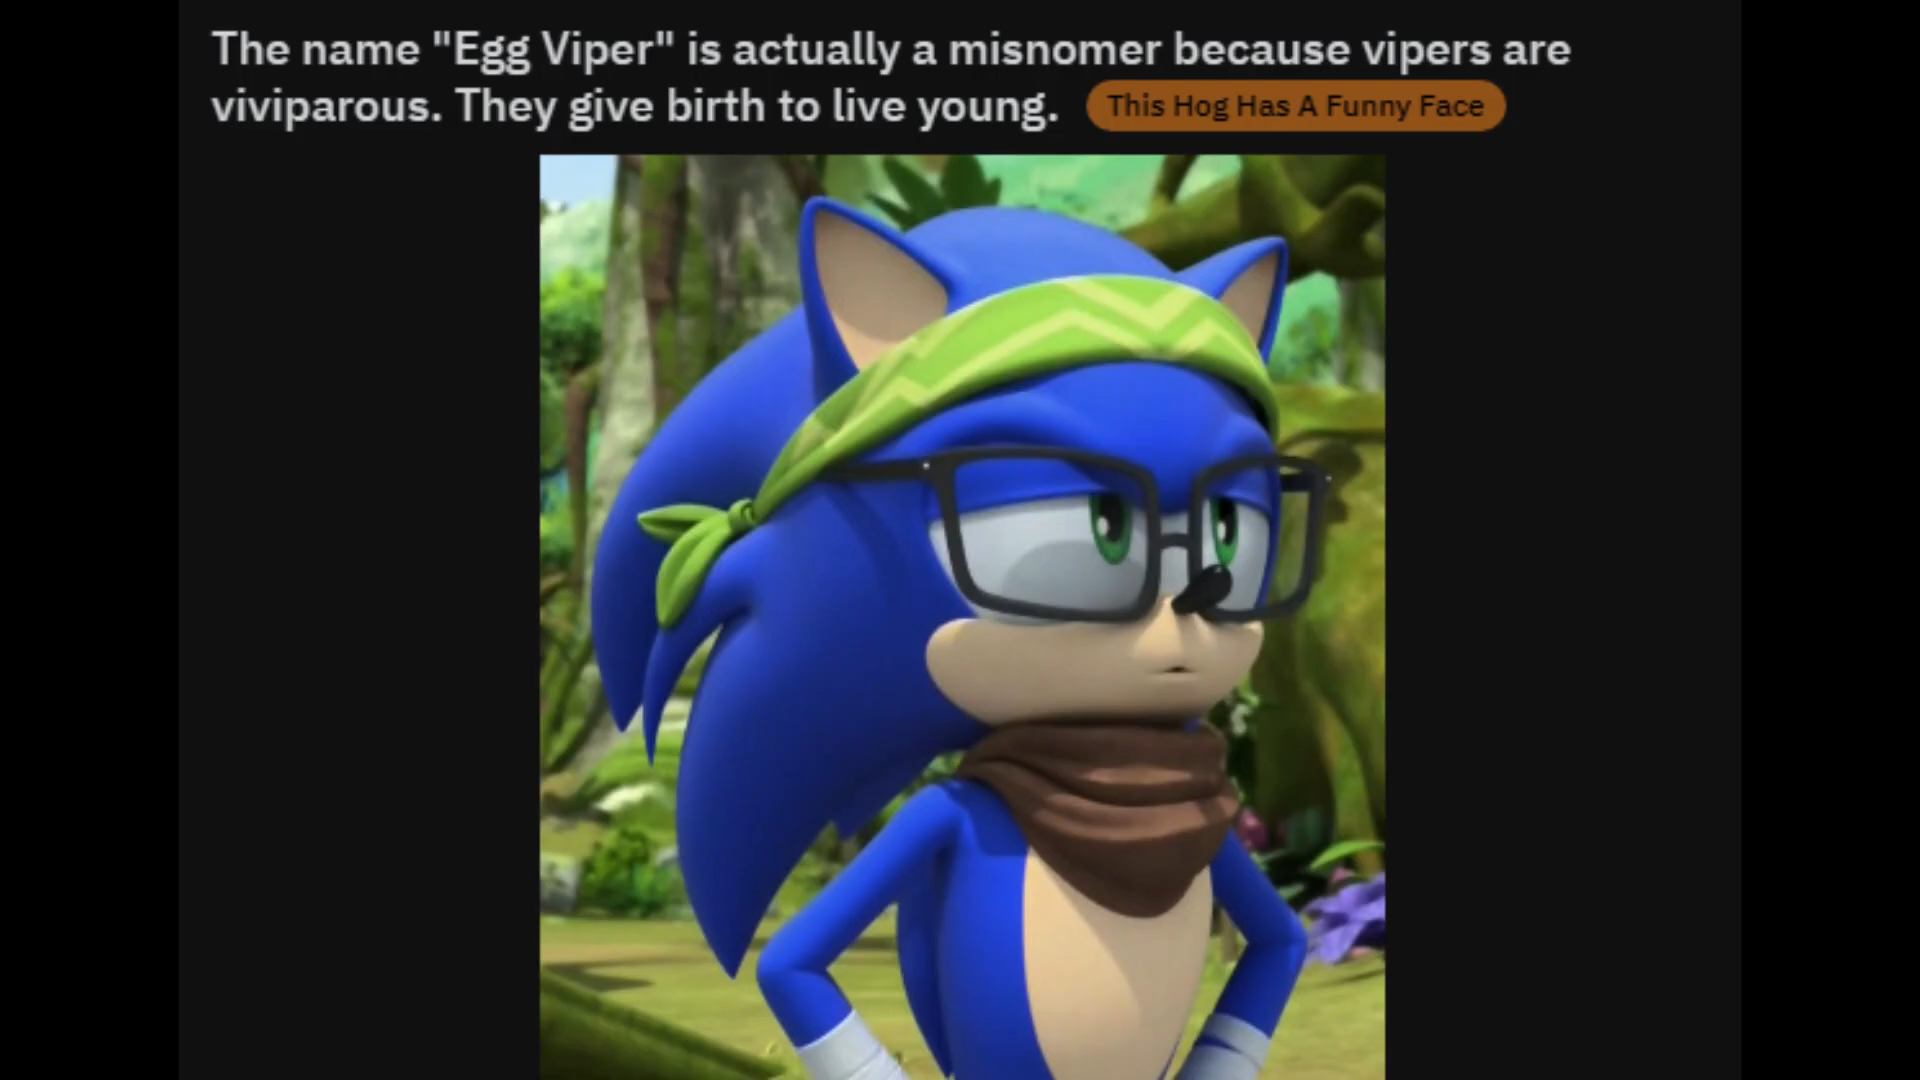 The name "Egg Viper" is actually a misnomer because vipers are
viviparous. They give birth to live young. This Hog Has A Funny Face